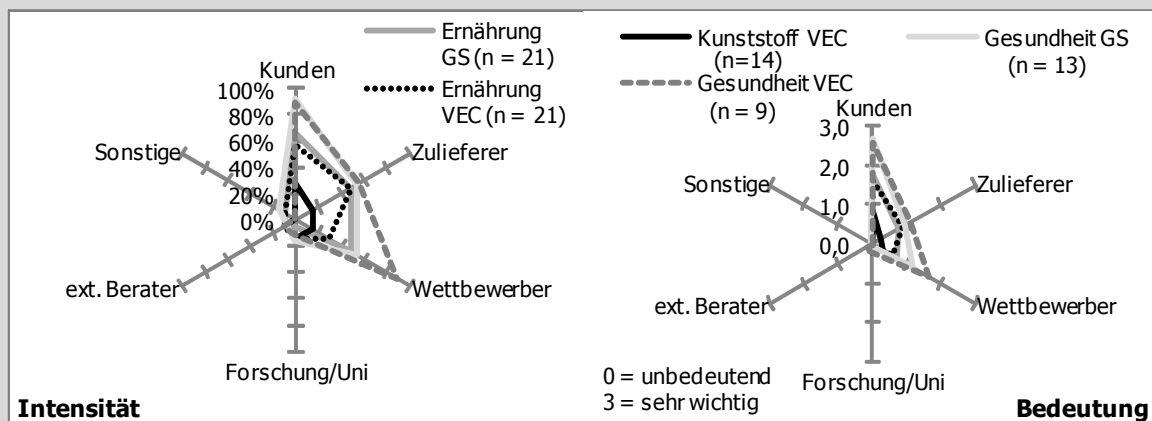 Ernährung
GS (n = 21)
Ernährung
VEC (n = 21)
Kunden
100%
80%
60%
40%
20%
0%
Sonstige
Zulieferer
ext. Berater
Wettbewerber
Forschung/Uni
Intensität
Kunststoff VEC
(n=14)
Gesundheit GS
(n = 13)
Gesundheit VEC
(n = 9)
Kunden
3,0
2,0
1,0
0,0
Sonstige
Zulieferer
ext. Berater
Wettbewerber
Forschung/Uni
0 = unbedeutend
3 = sehr wichtig
Bedeutung